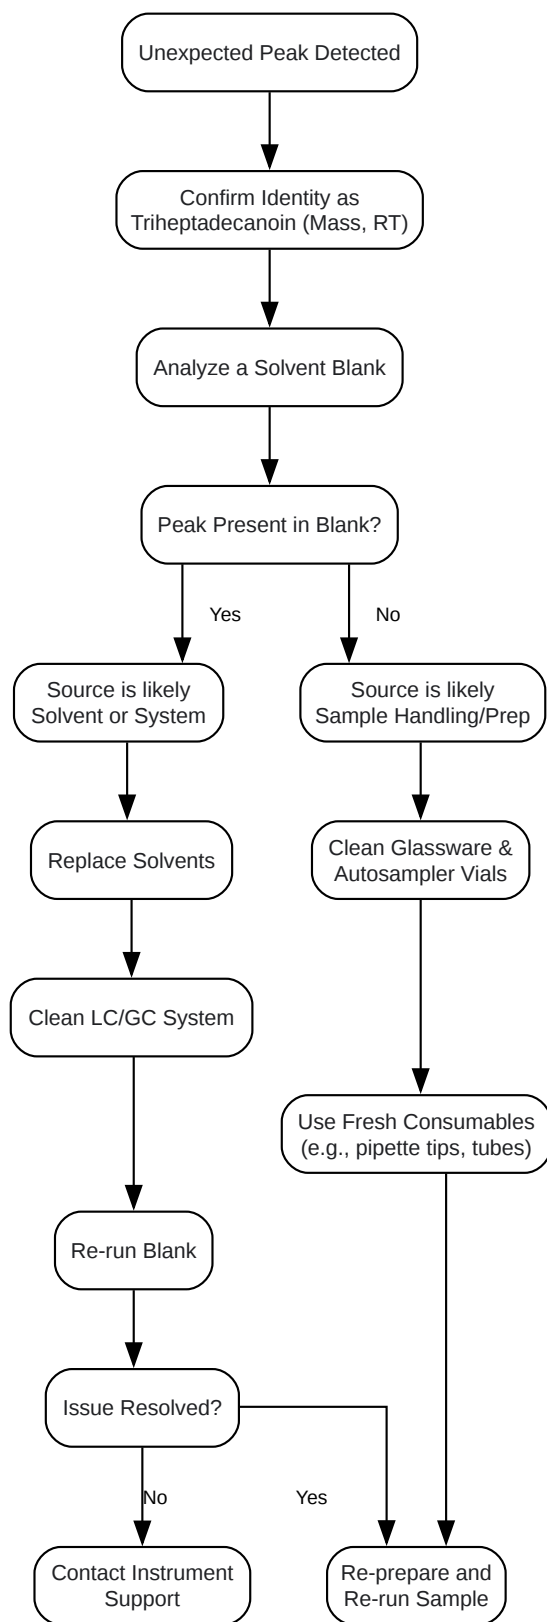 Unexpected Peak Detected
Confirm Identity as
Triheptadecanoin (Mass, RT)
Analyze a Solvent Blank
Peak Present in Blank?
Yes
No
Source is likely
Solvent or System
Source is likely
Sample Handling/Prep
Replace Solvents
Clean Glassware &
Autosampler Vials
Clean LC/GC System
Use Fresh Consumables
(e.g., pipette tips, tubes)
Re-run Blank
Issue Resolved?
No
Yes
Contact Instrument
Support
Re-prepare and
Re-run Sample